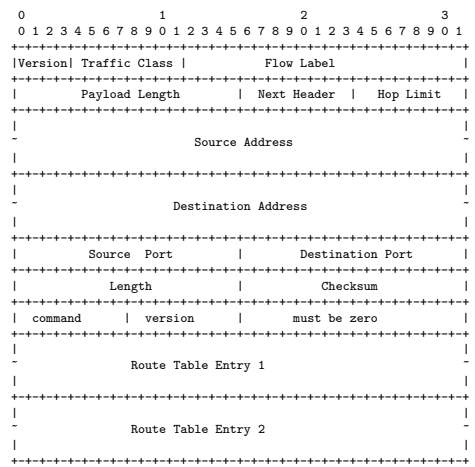 0                   1                   2                   3
 0 1 2 3 4 5 6 7 8 9 0 1 2 3 4 5 6 7 8 9 0 1 2 3 4 5 6 7 8 9 0 1
+-+-+-+-+-+-+-+-+-+-+-+-+-+-+-+-+-+-+-+-+-+-+-+-+-+-+-+-+-+-+-+-+
|Version| Traffic Class |           Flow Label                  |
+-+-+-+-+-+-+-+-+-+-+-+-+-+-+-+-+-+-+-+-+-+-+-+-+-+-+-+-+-+-+-+-+
|         Payload Length        |  Next Header  |   Hop Limit   |
+-+-+-+-+-+-+-+-+-+-+-+-+-+-+-+-+-+-+-+-+-+-+-+-+-+-+-+-+-+-+-+-+
|                                                               |
~                         Source Address                        ~
|                                                               |
+-+-+-+-+-+-+-+-+-+-+-+-+-+-+-+-+-+-+-+-+-+-+-+-+-+-+-+-+-+-+-+-+
|                                                               |
~                      Destination Address                      ~
|                                                               |
+-+-+-+-+-+-+-+-+-+-+-+-+-+-+-+-+-+-+-+-+-+-+-+-+-+-+-+-+-+-+-+-+
|          Source  Port         |        Destination Port       |
+-+-+-+-+-+-+-+-+-+-+-+-+-+-+-+-+-+-+-+-+-+-+-+-+-+-+-+-+-+-+-+-+
|             Length            |           Checksum            |
+-+-+-+-+-+-+-+-+-+-+-+-+-+-+-+-+-+-+-+-+-+-+-+-+-+-+-+-+-+-+-+-+
|  command      |  version      |       must be zero            |
+-+-+-+-+-+-+-+-+-+-+-+-+-+-+-+-+-+-+-+-+-+-+-+-+-+-+-+-+-+-+-+-+
|                                                               |
~                Route Table Entry 1                            ~
|                                                               |
+-+-+-+-+-+-+-+-+-+-+-+-+-+-+-+-+-+-+-+-+-+-+-+-+-+-+-+-+-+-+-+-+
|                                                               |
~                Route Table Entry 2                            ~
|                                                               |
+-+-+-+-+-+-+-+-+-+-+-+-+-+-+-+-+-+-+-+-+-+-+-+-+-+-+-+-+-+-+-+-+